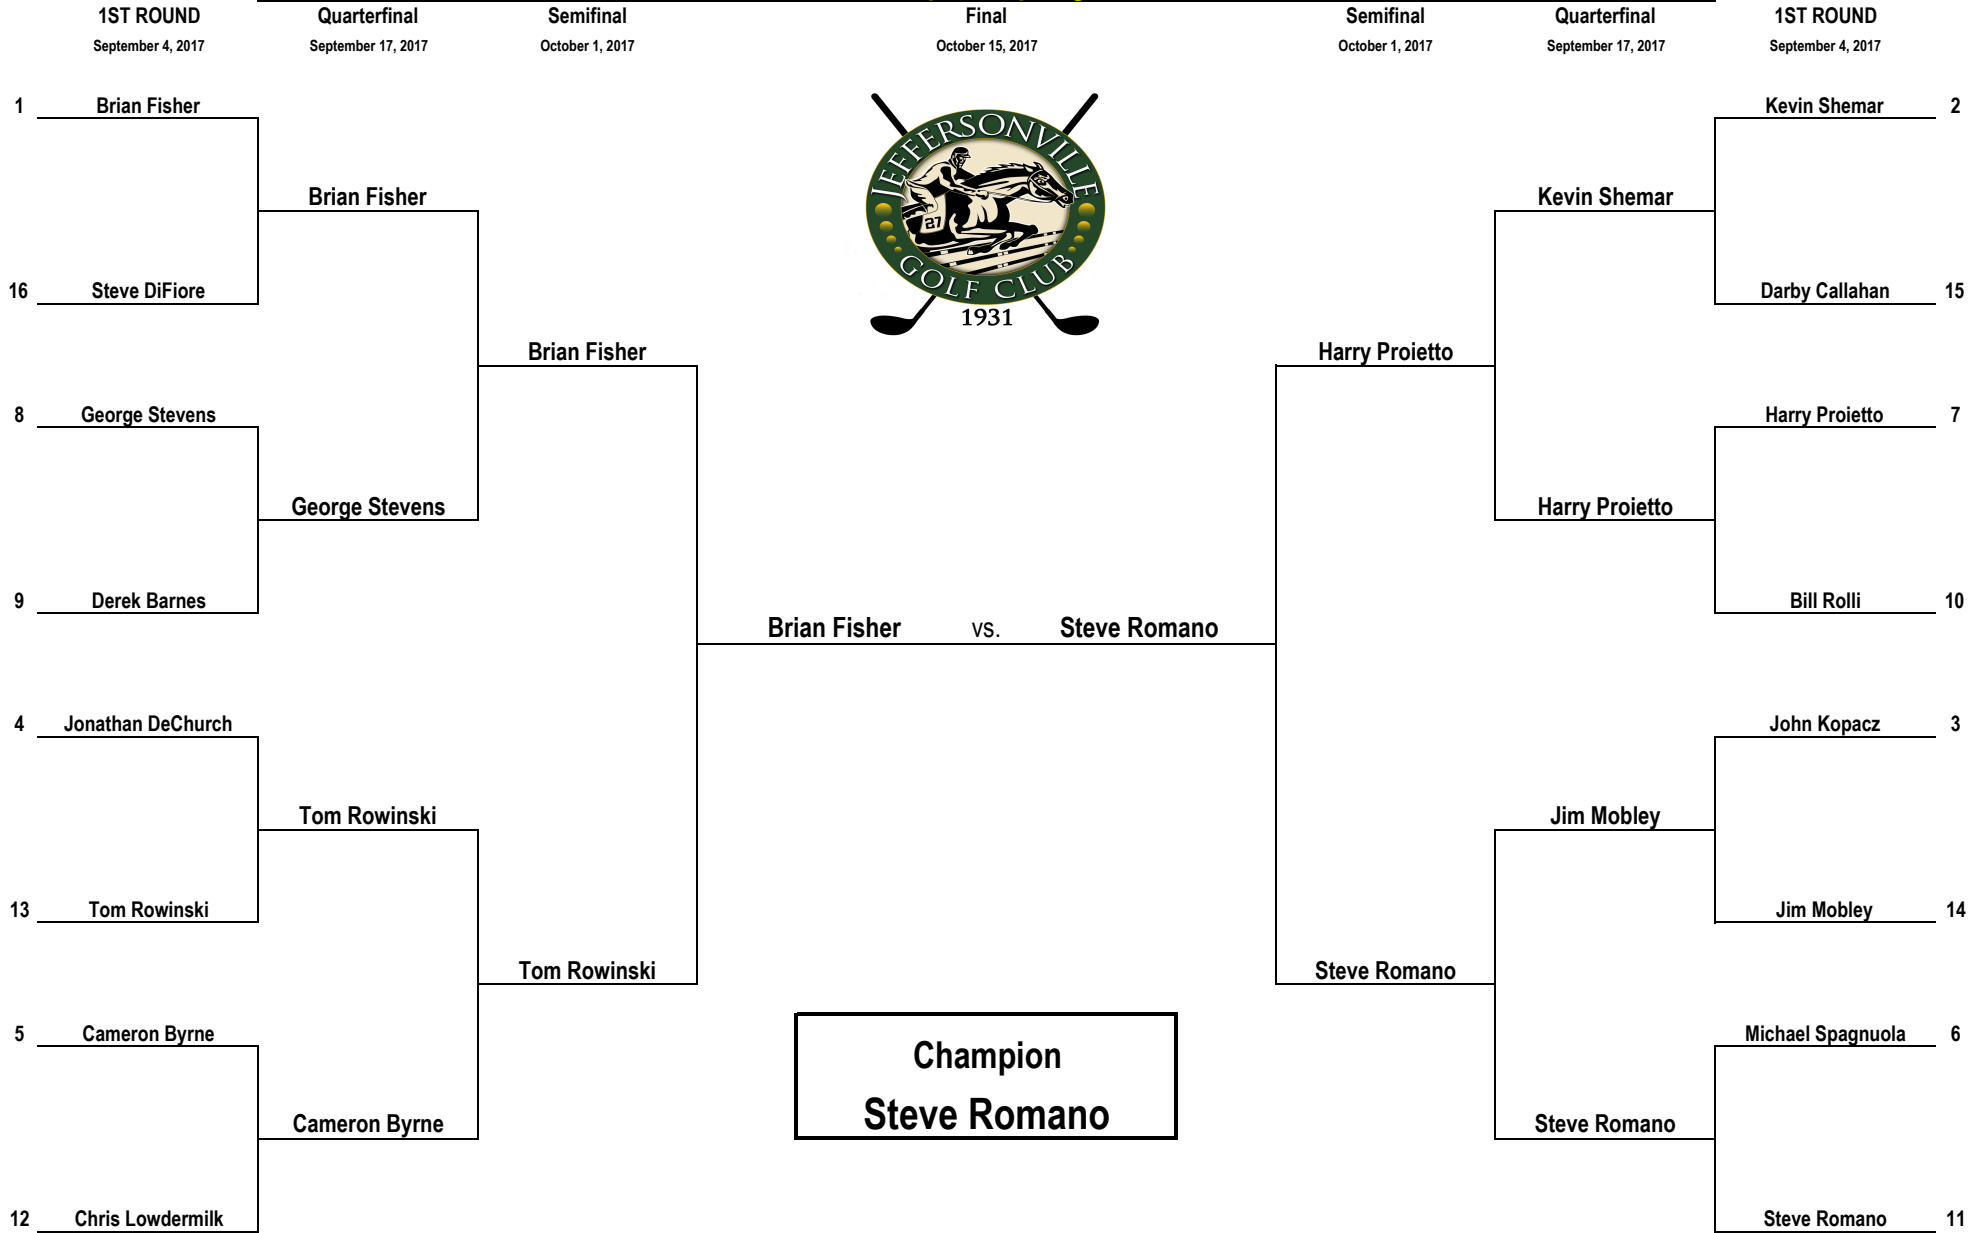 1ST ROUND Quarterfinal Semifinal Final Semifinal Quarterfinal 1ST ROUND
September 4, 2017 September 17, 2017 October 1, 2017 October 15, 2017 October 1, 2017 September 17, 2017 September 4, 2017
1 Brian Fisher Kevin Shemar 2
JEFFERSONVILLE
Brian Fisher Kevin Shemar
27
GOLF CLUB
16 Steve DiFiore Darby Callahan 15
1931
Brian Fisher Harry Proietto
8 George Stevens Harry Proietto 7
George Stevens Harry Proietto
9 Derek Barnes Bill Rolli 10
Brian Fisher vs. Steve Romano
4 Jonathan DeChurch John Kopacz 3
Tom Rowinski Jim Mobley
13 Tom Rowinski Jim Mobley 14
Tom Rowinski Steve Romano
5 Cameron Byrne Michael Spagnuola 6
Champion
Steve Romano
Cameron Byrne Steve Romano
12 Chris Lowdermilk Steve Romano 11